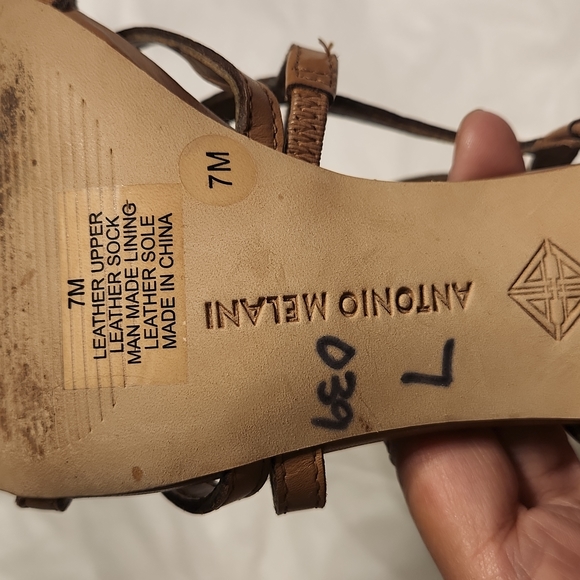 7M
7M
LEATHER UPPER
LEATHER SOCK
MAN MADE LINING
LEATHER SOLE
MADE IN CHINA
ANTONIO MELANI
039
7